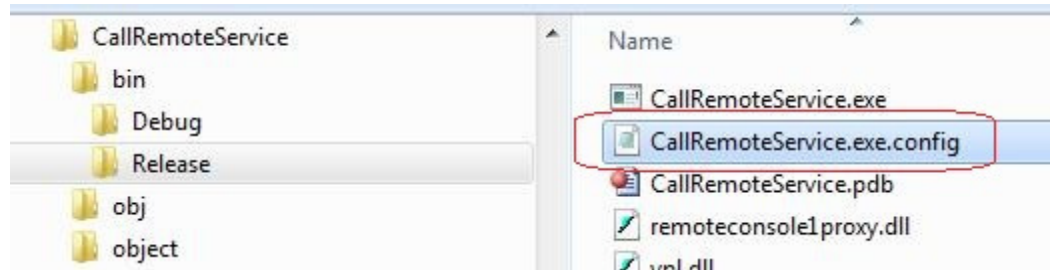 CallRemoteService
bin
Debug
Release
obj
object
Name
CallRemoteService.exe
CallRemoteService.exe.config
CallRemoteService.pdb
remoteconsole1proxy.dll